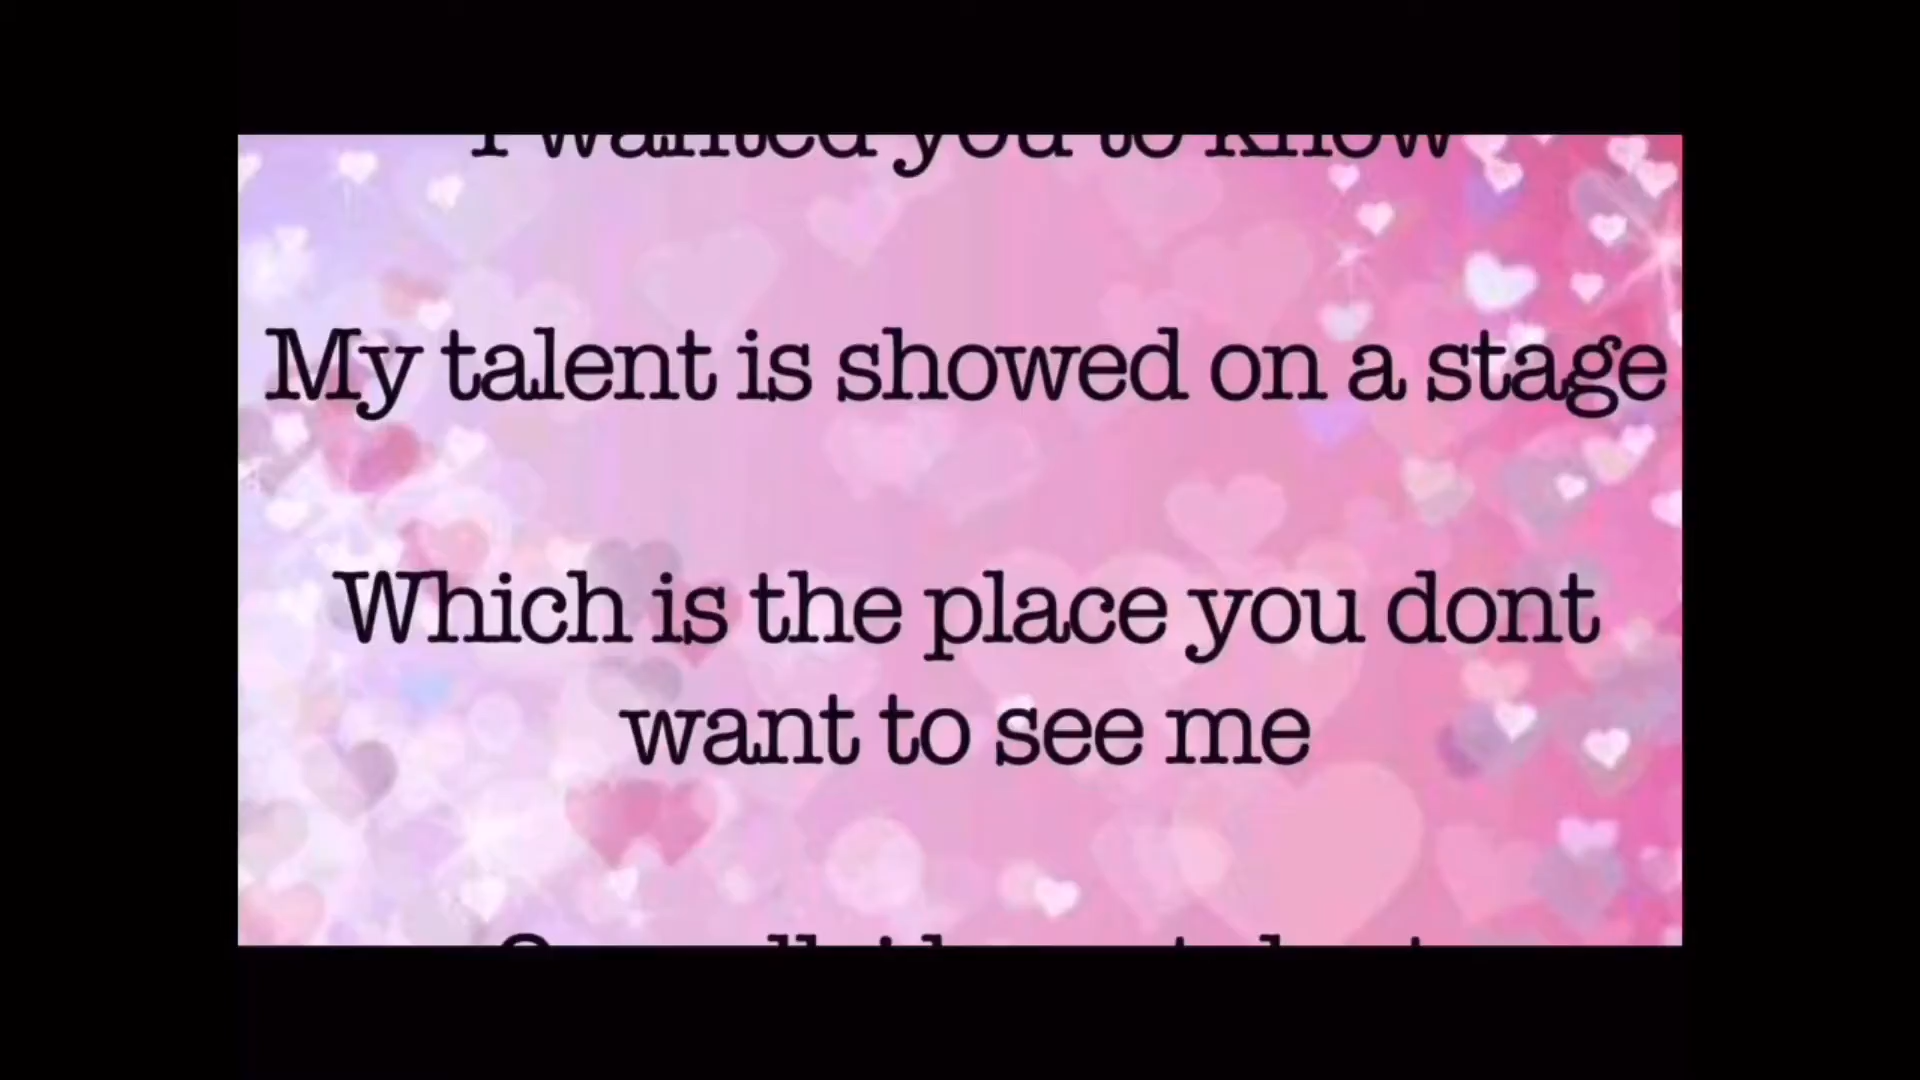 I wanted you to know
My talent is showed on a stage
Which is the place you dont
want to see me